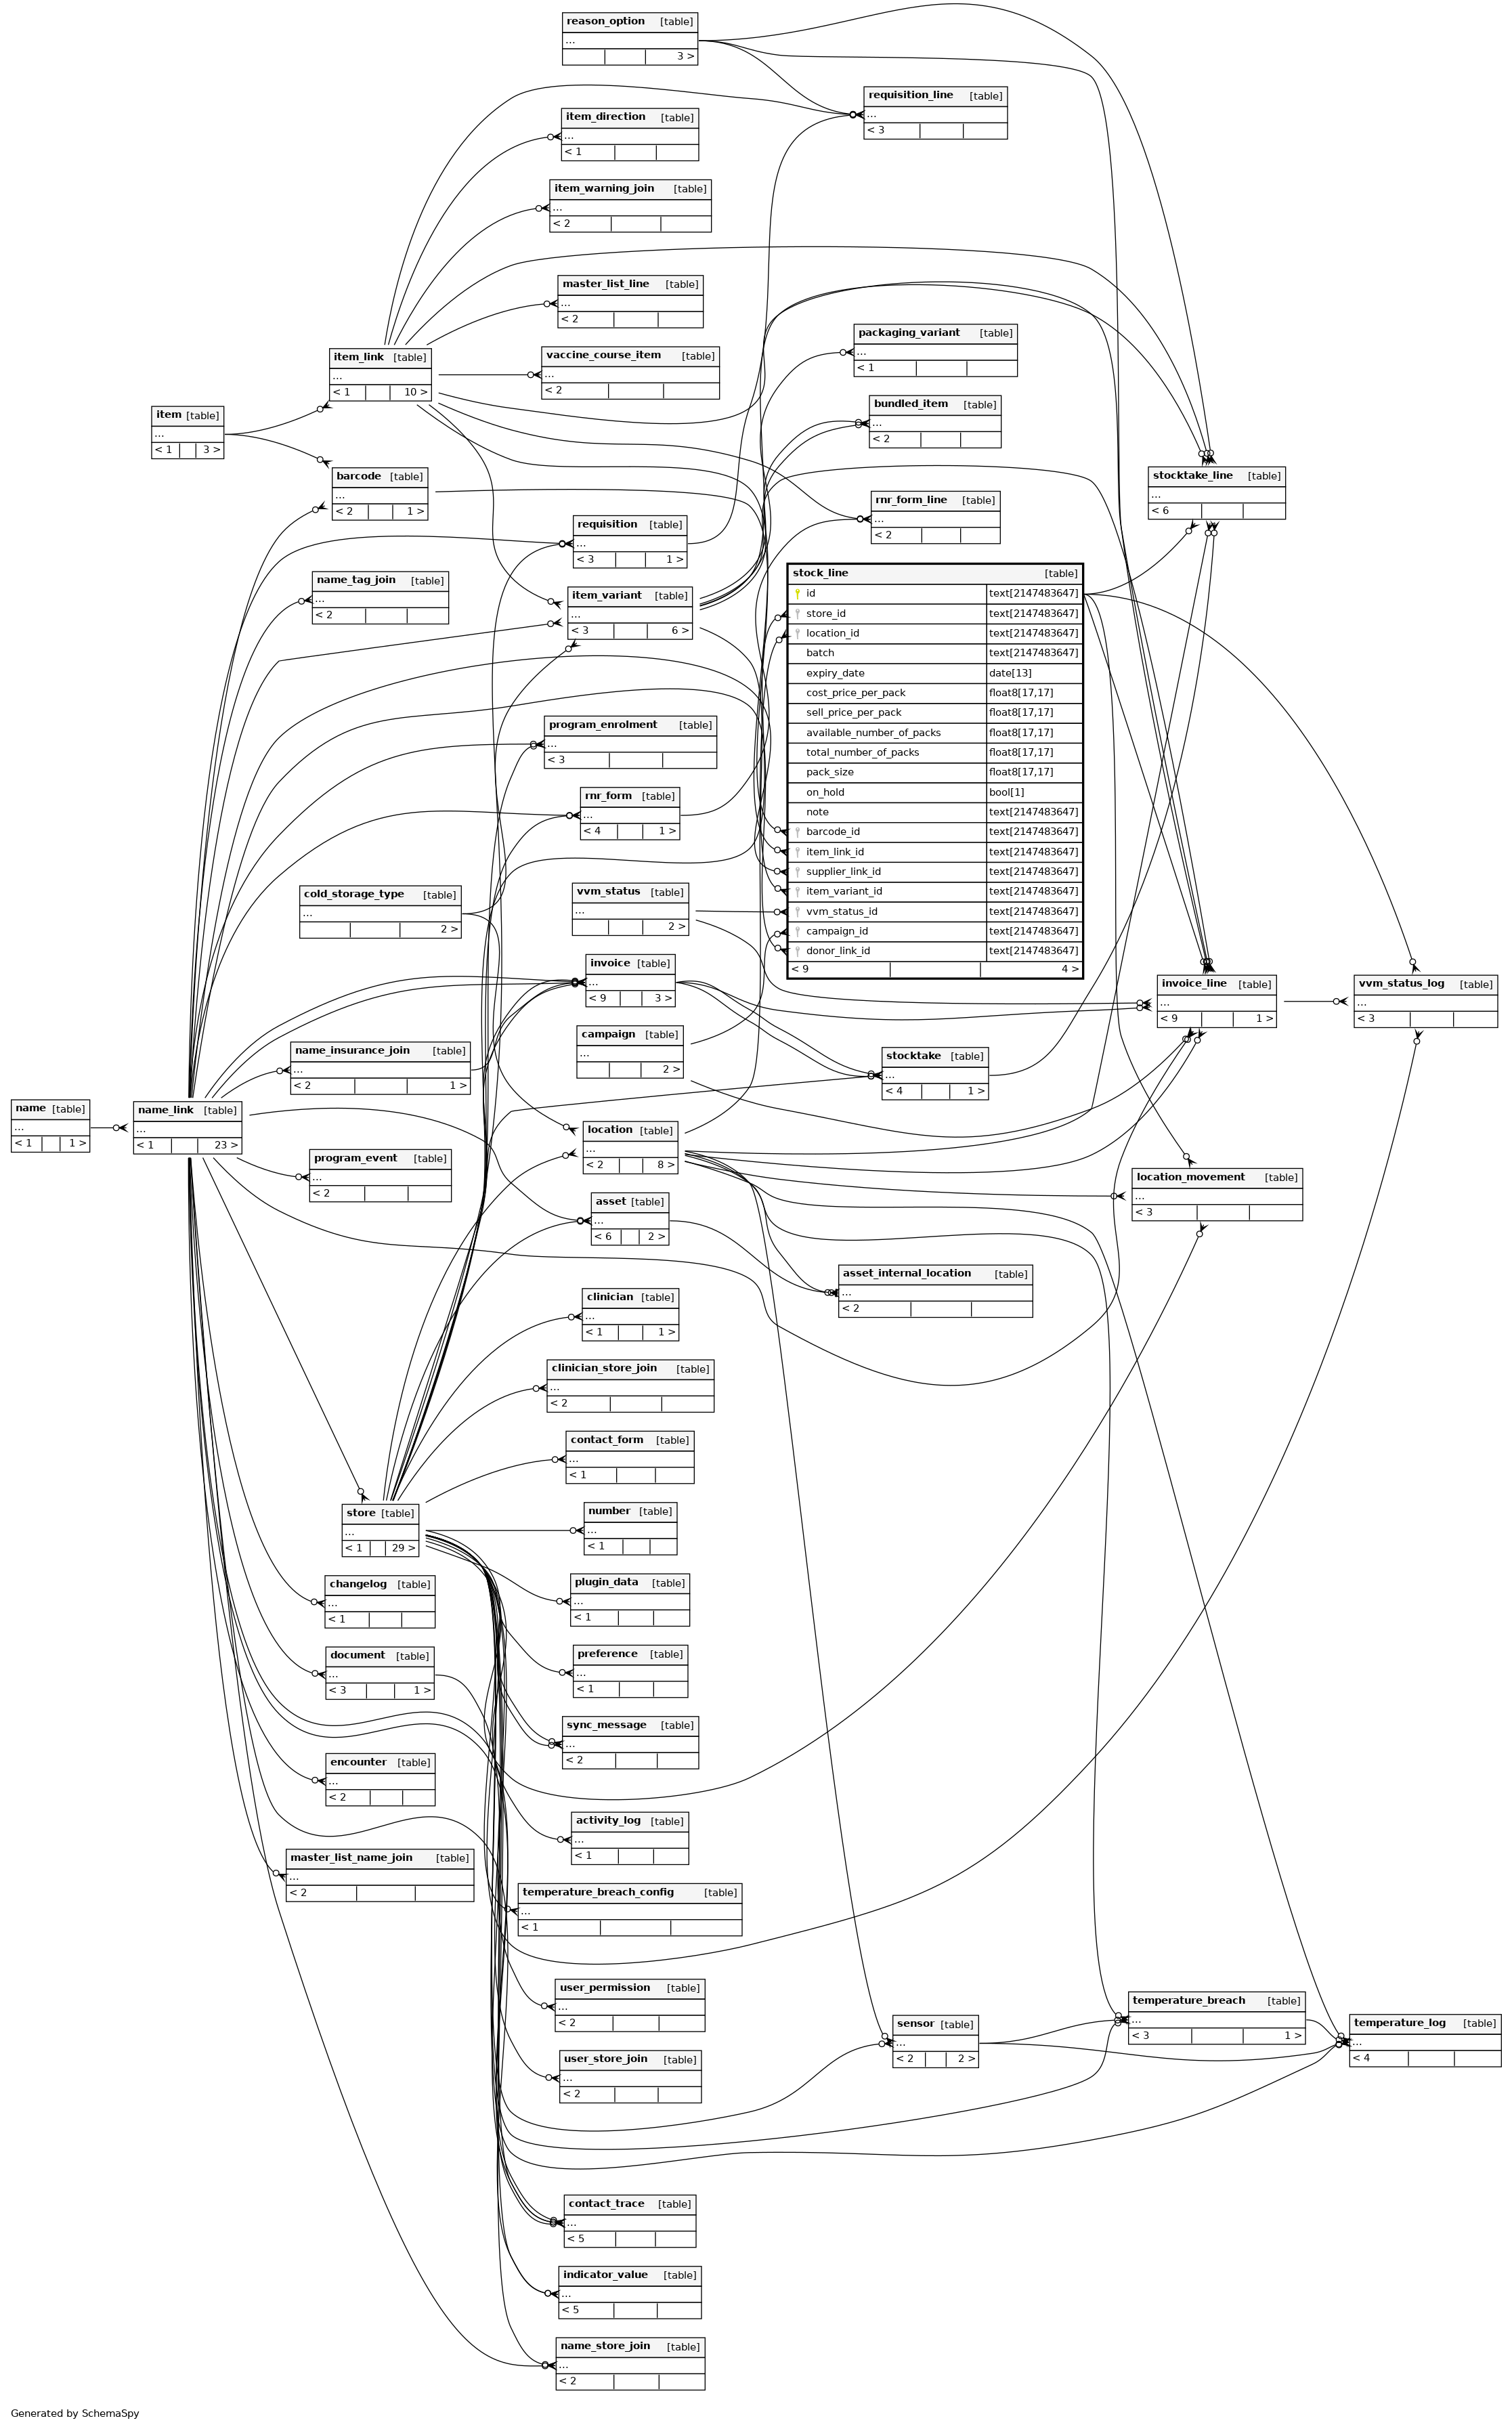 reason_option [table]
...
3 >
requisition_line [table]
...
< 3
item_direction [table]
...
< 1
item_warning_join [table]
...
< 2
master_list_line [table]
...
< 2
packaging_variant [table]
...
< 1
item_link [table]
...
< 1 10 >
vaccine_course_item [table]
...
< 2
bundled_item [table]
...
< 2
item [table]
...
< 1 3 >
barcode [table]
...
< 2 1 >
stocktake_line [table]
...
< 6
rnr_form_line [table]
...
< 2
requisition [table]
...
< 3 1 >
name_tag_join [table]
...
< 2
item_variant [table]
...
< 3 6 >
stock_line [table]
id text[2147483647]
store_id text[2147483647]
location_id text[2147483647]
batch text[2147483647]
expiry_date date[13]
cost_price_per_pack float8[17,17]
sell_price_per_pack float8[17,17]
available_number_of_packs float8[17,17]
total_number_of_packs float8[17,17]
pack_size float8[17,17]
on_hold bool[1]
note text[2147483647]
barcode_id text[2147483647]
item_link_id text[2147483647]
supplier_link_id text[2147483647]
item_variant_id text[2147483647]
vvm_status_id text[2147483647]
campaign_id text[2147483647]
donor_link_id text[2147483647]
< 9 4 >
program_enrolment [table]
...
< 3
rnr_form [table]
...
< 4 1 >
cold_storage_type [table]
...
2 >
vvm_status [table]
...
2 >
invoice [table]
...
< 9 3 >
invoice_line [table]
...
< 9 1 >
vvm_status_log [table]
...
< 3
campaign [table]
...
2 >
name_insurance_join [table]
...
< 2 1 >
stocktake [table]
...
< 4 1 >
name [table]
...
< 1 1 >
name_link [table]
...
< 1 23 >
location [table]
...
< 2 8 >
program_event [table]
...
< 2
location_movement [table]
...
< 3
asset [table]
...
< 6 2 >
asset_internal_location [table]
...
< 2
clinician [table]
...
< 1 1 >
clinician_store_join [table]
...
< 2
contact_form [table]
...
< 1
store [table]
...
< 1 29 >
number [table]
...
< 1
changelog [table]
...
< 1
plugin_data [table]
...
< 1
document [table]
...
< 3 1 >
preference [table]
...
< 1
sync_message [table]
...
< 2
encounter [table]
...
< 2
activity_log [table]
...
< 1
master_list_name_join [table]
...
< 2
temperature_breach_config [table]
...
< 1
user_permission [table]
...
< 2
temperature_breach [table]
...
< 3 1 >
sensor [table]
...
< 2 2 >
temperature_log [table]
...
< 4
user_store_join [table]
...
< 2
contact_trace [table]
...
< 5
indicator_value [table]
...
< 5
name_store_join [table]
...
< 2
Generated by SchemaSpy